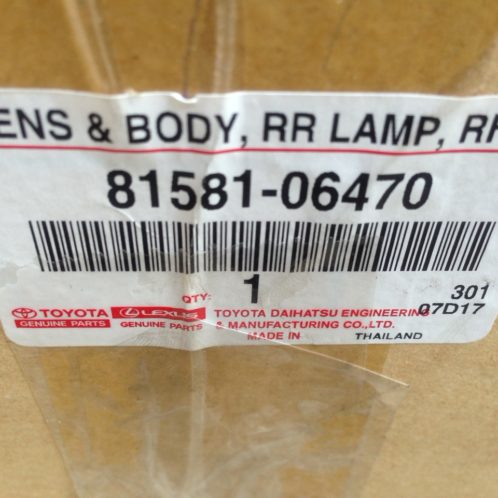 ENS & BODY, RR LAMP, RH
81581-06470
QTY: 1 301
TOYOTA LEXUS TOYOTA DAIHATSU ENGINEERING 07D17
GENUINE PARTS GENUINE PARTS & MANUFACTURING CO.,LTD.
MADE IN THAILAND